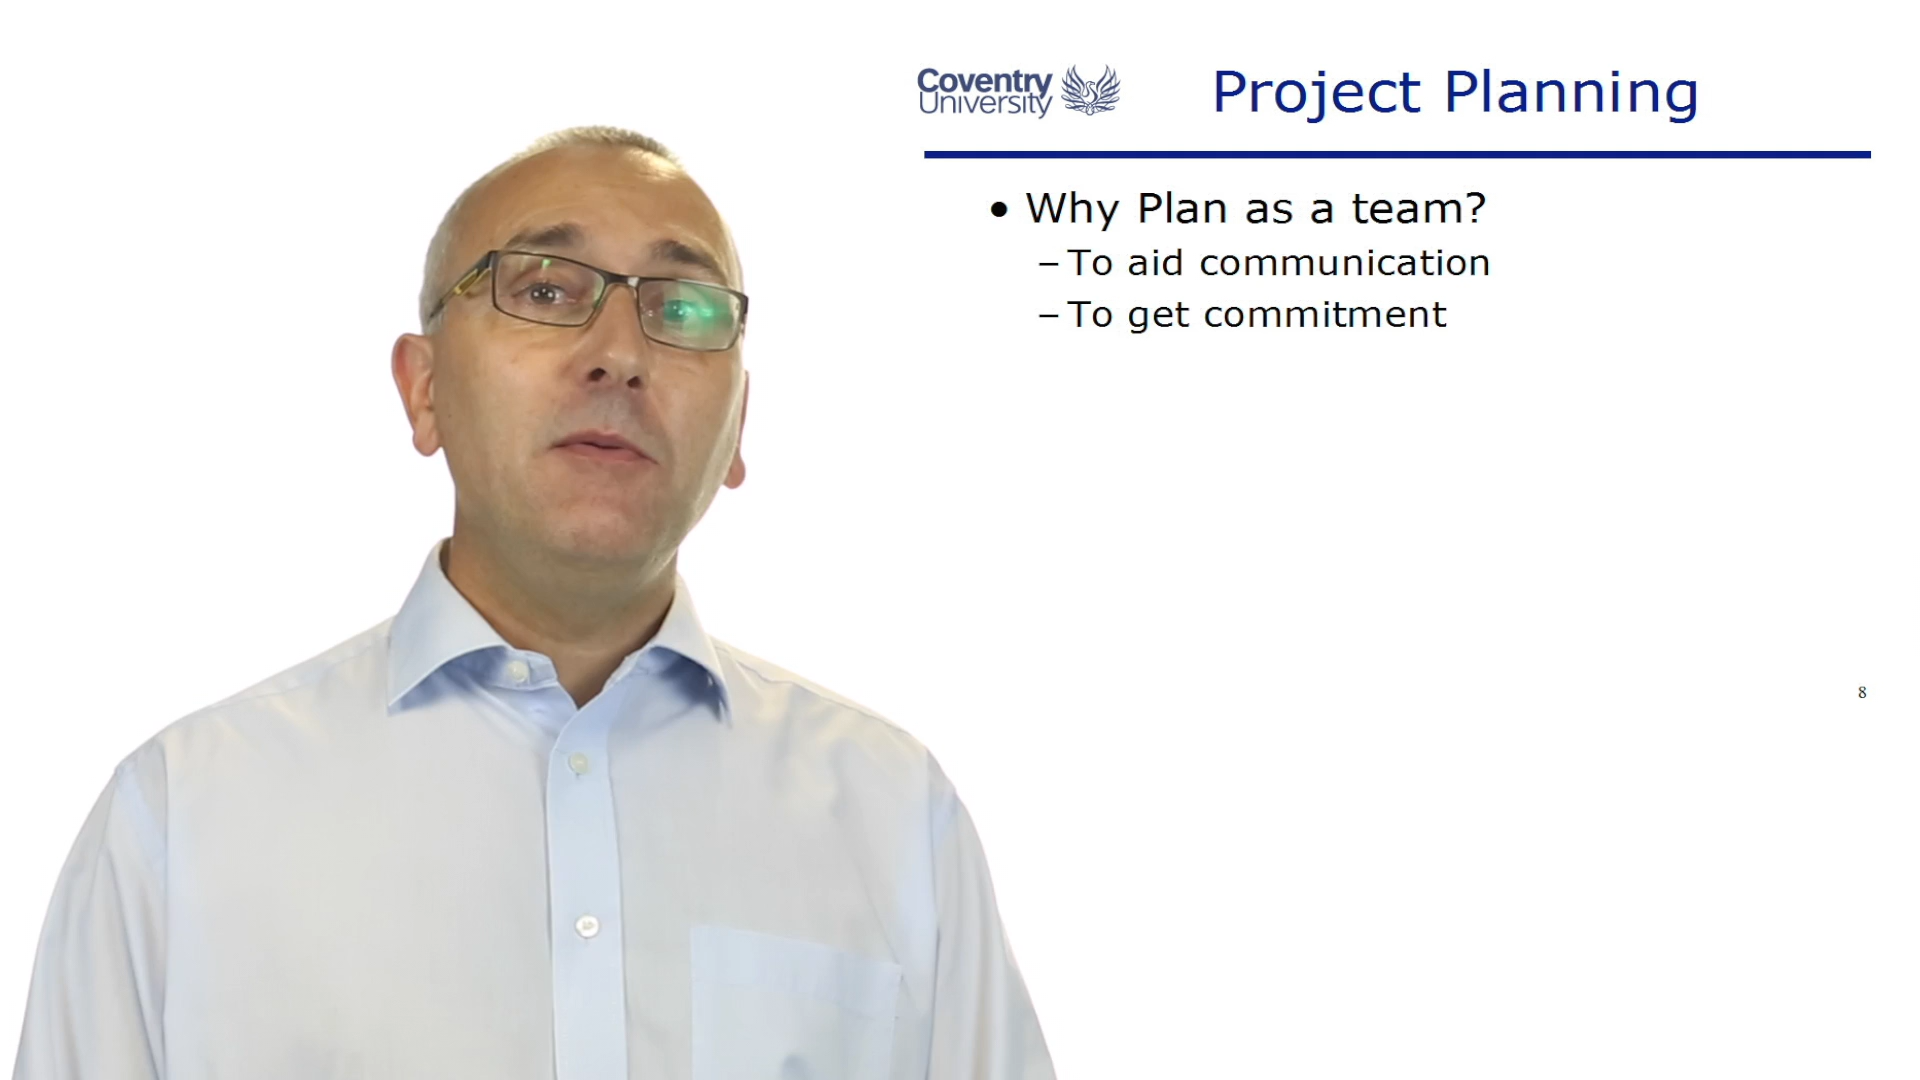 Coventry
University
Project Planning
• Why Plan as a team?
– To aid communication
– To get commitment
8